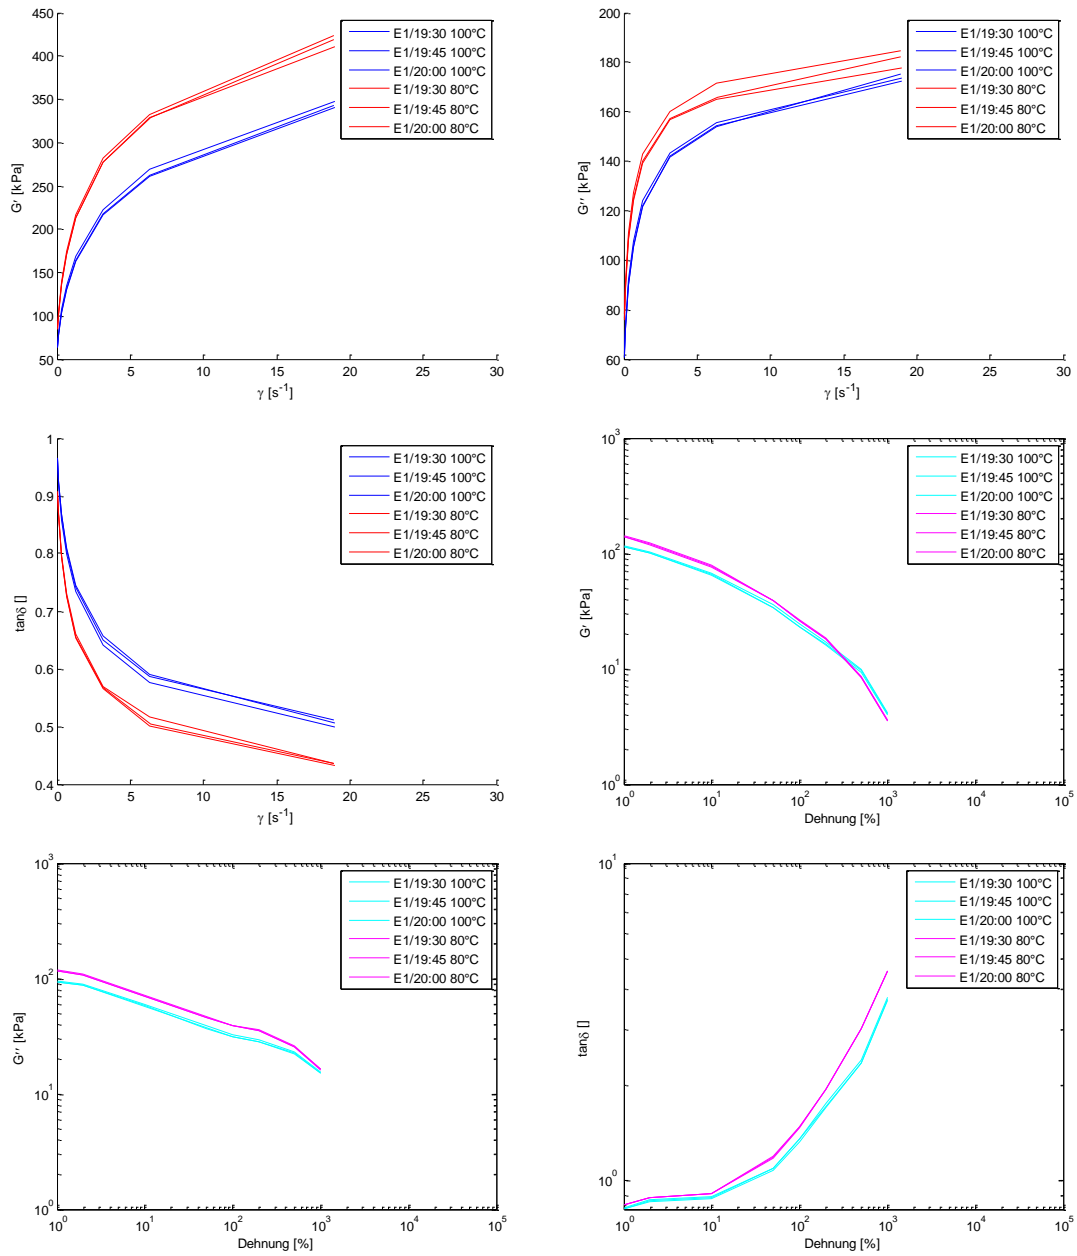 450
400
350
300
250
200
150
100
50
0
5
10
15
20
25
30
G′ [kPa]
γ [s-1]
E1/19:30 100°C
E1/19:45 100°C
E1/20:00 100°C
E1/19:30 80°C
E1/19:45 80°C
E1/20:00 80°C
200
180
160
140
120
100
80
60
0
5
10
15
20
25
30
G′′ [kPa]
γ [s-1]
E1/19:30 100°C
E1/19:45 100°C
E1/20:00 100°C
E1/19:30 80°C
E1/19:45 80°C
E1/20:00 80°C
1
0.9
0.8
0.7
0.6
0.5
0.4
0
5
10
15
20
25
30
tanδ []
γ [s-1]
E1/19:30 100°C
E1/19:45 100°C
E1/20:00 100°C
E1/19:30 80°C
E1/19:45 80°C
E1/20:00 80°C
103
102
101
100
100
101
102
103
104
105
G′ [kPa]
Dehnung [%]
E1/19:30 100°C
E1/19:45 100°C
E1/20:00 100°C
E1/19:30 80°C
E1/19:45 80°C
E1/20:00 80°C
103
102
101
100
100
101
102
103
104
105
G′′ [kPa]
Dehnung [%]
E1/19:30 100°C
E1/19:45 100°C
E1/20:00 100°C
E1/19:30 80°C
E1/19:45 80°C
E1/20:00 80°C
101
100
100
101
102
103
104
105
tanδ []
Dehnung [%]
E1/19:30 100°C
E1/19:45 100°C
E1/20:00 100°C
E1/19:30 80°C
E1/19:45 80°C
E1/20:00 80°C